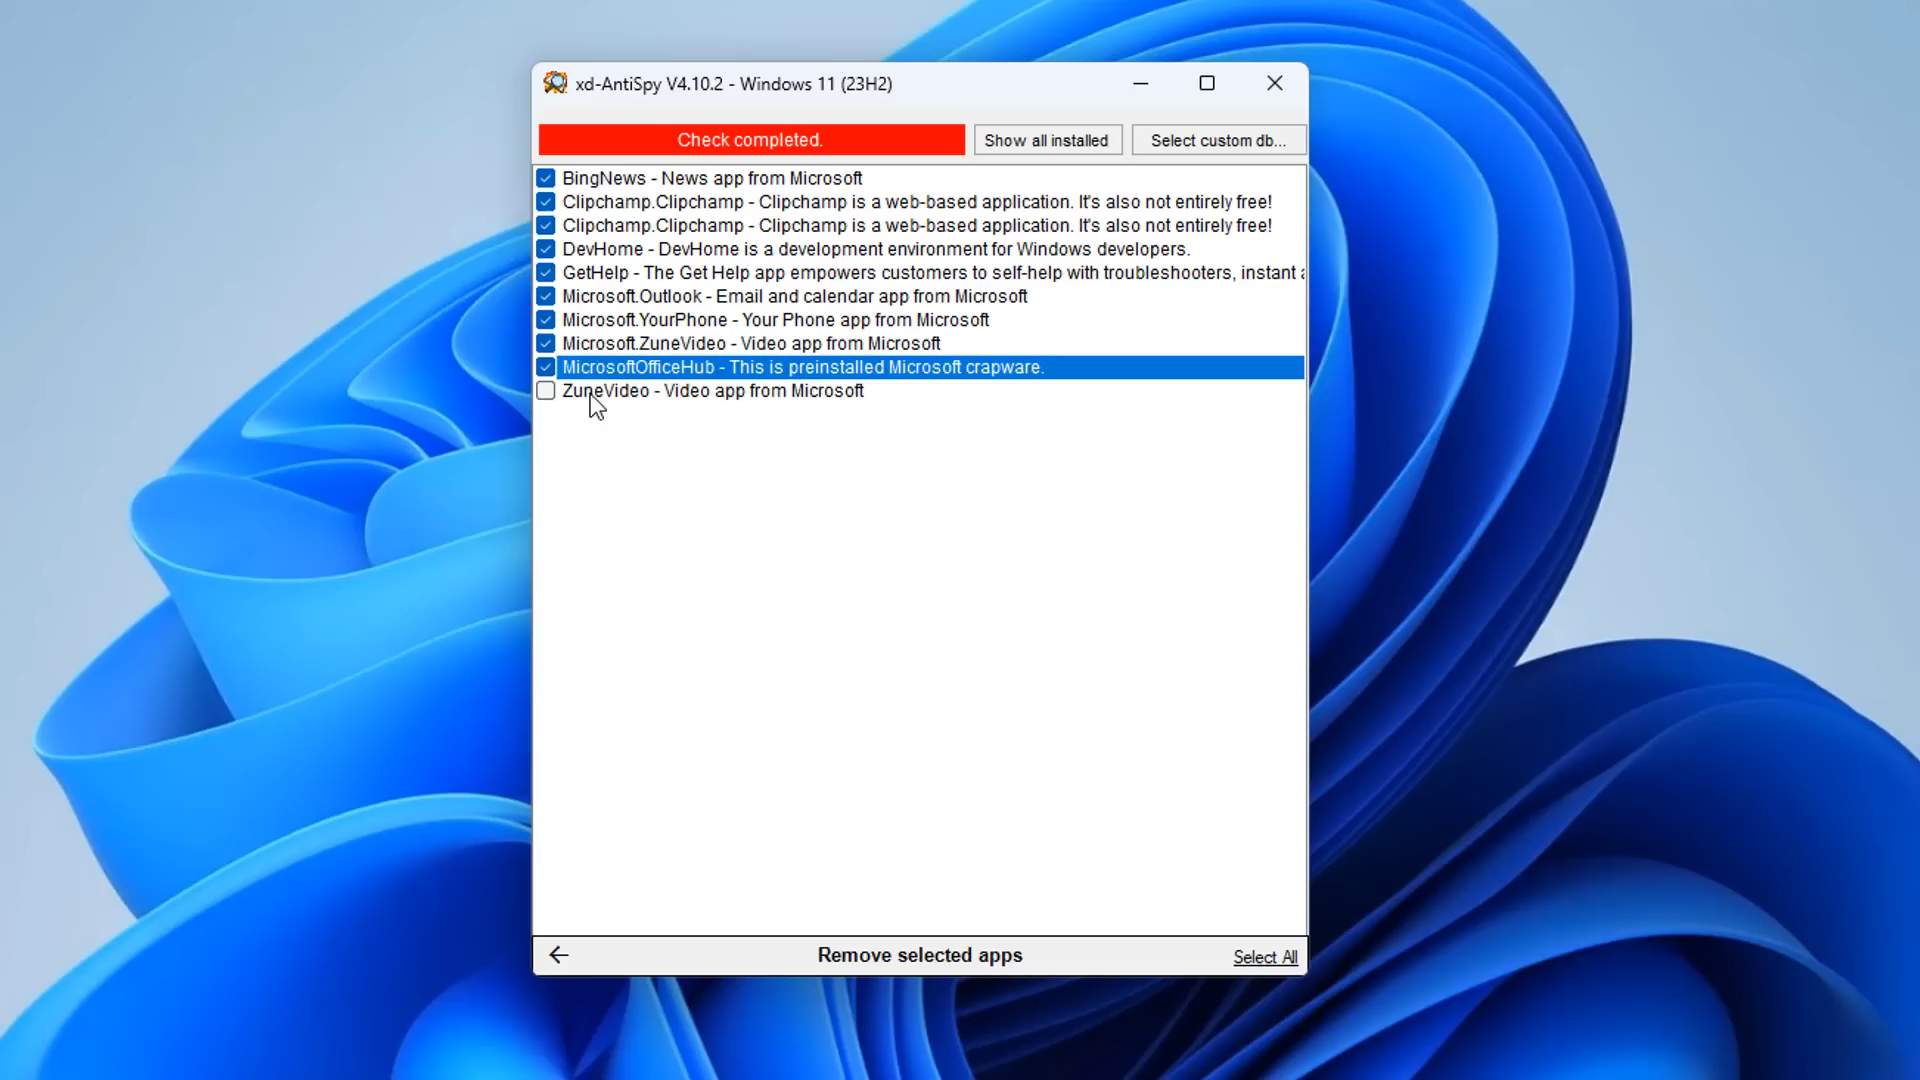 xd-AntiSpy V4.10.2 - Windows 11 (23H2)
Check completed.
Show all installed
Select custom db...
BingNews - News app from Microsoft
Clipchamp.Clipchamp - Clipchamp is a web-based application. It's also not entirely free!
Clipchamp.Clipchamp - Clipchamp is a web-based application. It's also not entirely free!
DevHome - DevHome is a development environment for Windows developers.
GetHelp - The Get Help app empowers customers to self-help with troubleshooters, instant
Microsoft.Outlook - Email and calendar app from Microsoft
Microsoft.YourPhone - Your Phone app from Microsoft
Microsoft.ZuneVideo - Video app from Microsoft
MicrosoftOfficeHub - This is preinstalled Microsoft crapware.
ZuneVideo - Video app from Microsoft
Remove selected apps
Select All